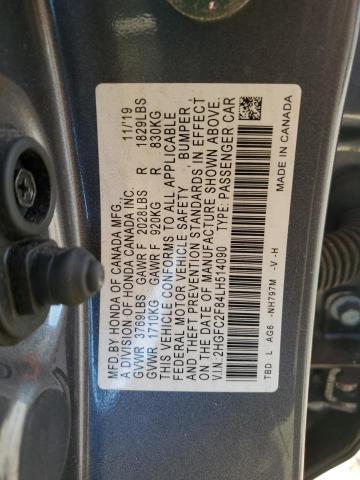 MFD.BY HONDA OF CANADA MFG., 11/19
A DIVISION OF HONDA CANADA INC.
GVWR 3769LBS GAWR F 2028LBS R 1829LBS
GVWR 1710KG GAWR F 920KG R 830KG
THIS VEHICLE CONFORMS TO ALL APPLICABLE
FEDERAL MOTOR VEHICLE SAFETY, BUMPER,
AND THEFT PREVENTION STANDARDS IN EFFECT
ON THE DATE OF MANUFACTURE SHOWN ABOVE.
V.I.N.:2HGFC2F84LH514090 TYPE: PASSENGER CAR
TBD L AG6 -NH797M -V -H
MADE IN CANADA